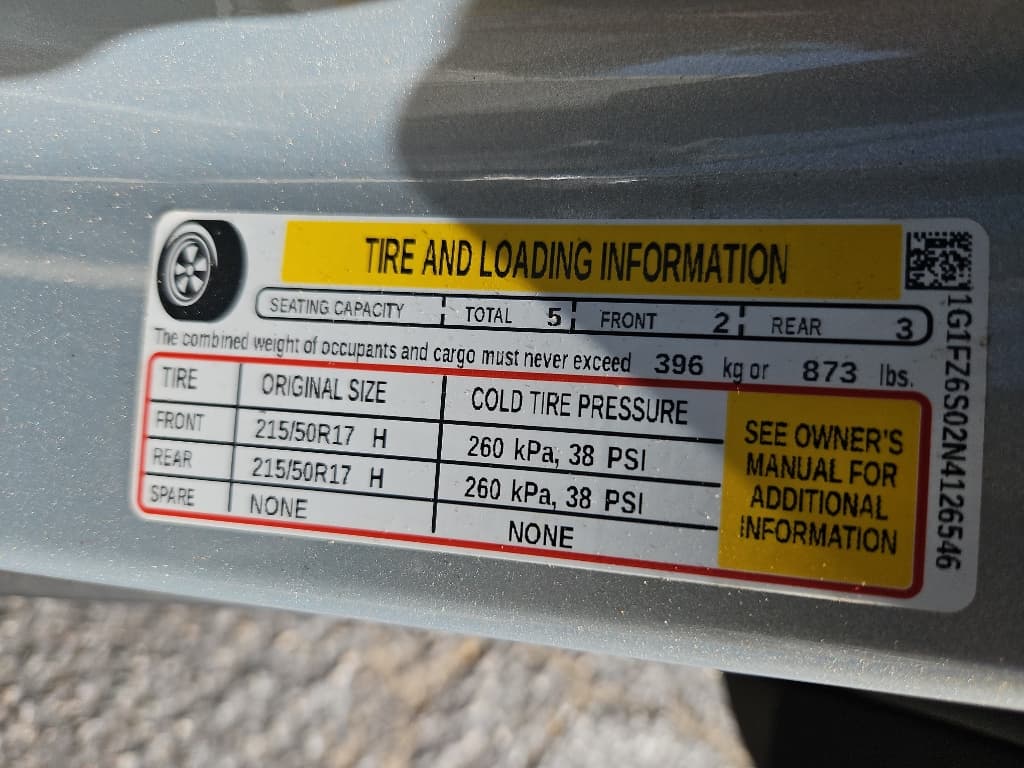 TIRE AND LOADING INFORMATION
SEATING CAPACITY TOTAL 5 FRONT 2 REAR 3
The combined weight of occupants and cargo must never exceed 396 kg or 873 lbs.
TIRE ORIGINAL SIZE COLD TIRE PRESSURE
FRONT 215/50R17 H 260 kPa, 38 PSI
REAR 215/50R17 H 260 kPa, 38 PSI
SPARE NONE NONE
SEE OWNER'S
MANUAL FOR
ADDITIONAL
INFORMATION
1G1FZ6S02N4126546